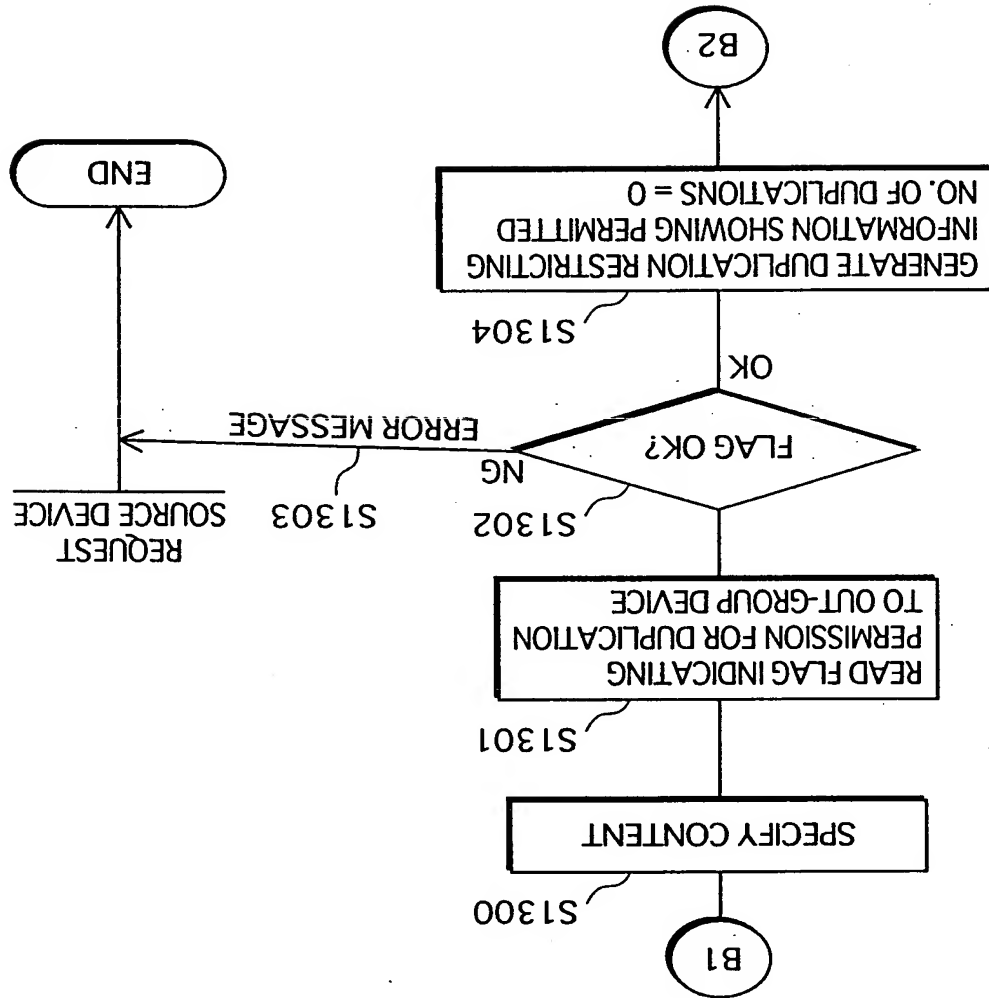 B1
S1300
SPECIFY CONTENT
S1301
READ FLAG INDICATING
PERMISSION FOR DUPLICATION
TO OUT-GROUP DEVICE
REQUEST
SOURCE DEVICE
S1302
S1303
FLAG OK?
NG
ERROR MESSAGE
OK
S1304
GENERATE DUPLICATION RESTRICTING
INFORMATION SHOWING PERMITTED
NO. OF DUPLICATIONS = 0
END
B2